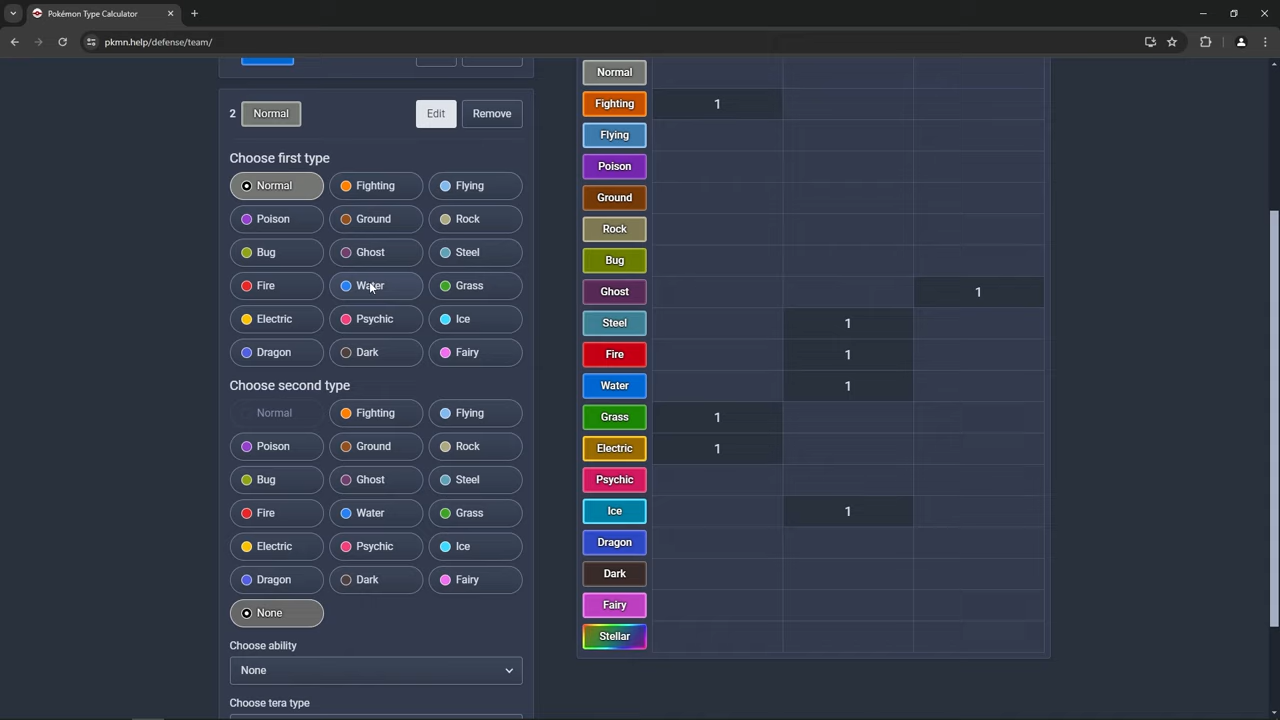 Pokémon Type Calculator
pkmn.help/defense/team/
2 Normal Edit Remove
Choose first type
Normal Fighting Flying
Poison Ground Rock
Bug Ghost Steel
Fire Water Grass
Electric Psychic Ice
Dragon Dark Fairy
Choose second type
Normal Fighting Flying
Poison Ground Rock
Bug Ghost Steel
Fire Water Grass
Electric Psychic Ice
Dragon Dark Fairy
None
Choose ability
None
Choose tera type
Normal
Fighting 1
Flying
Poison
Ground
Rock
Bug
Ghost 1
Steel 1
Fire 1
Water 1
Grass 1
Electric 1
Psychic
Ice 1
Dragon
Dark
Fairy
Stellar